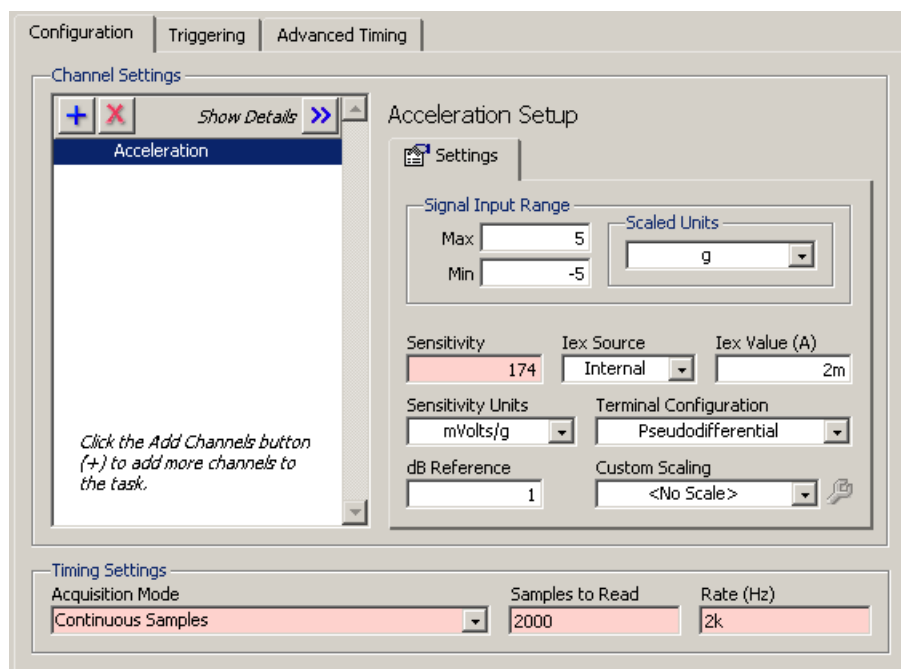 Configuration
Triggering
Advanced Timing
Channel Settings
Show Details
Acceleration
Click the Add Channels button
(+) to add more channels to
the task.
Acceleration Setup
Settings
Signal Input Range
Max 5
Min -5
Scaled Units
g
Sensitivity Iex Source Iex Value (A)
174 Internal 2m
Sensitivity Units Terminal Configuration
mVolts/g Pseudodifferential
dB Reference Custom Scaling
1 <No Scale>
Timing Settings
Acquisition Mode Samples to Read Rate (Hz)
Continuous Samples 2000 2k